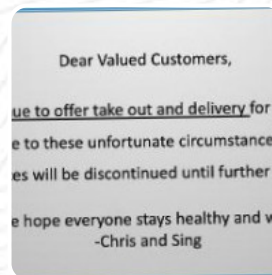 Dear Valued Customers,
ue to offer take out and delivery for
e to these unfortunate circumstance
es will be discontinued until further
e hope everyone stays healthy and w
-Chris and Sing